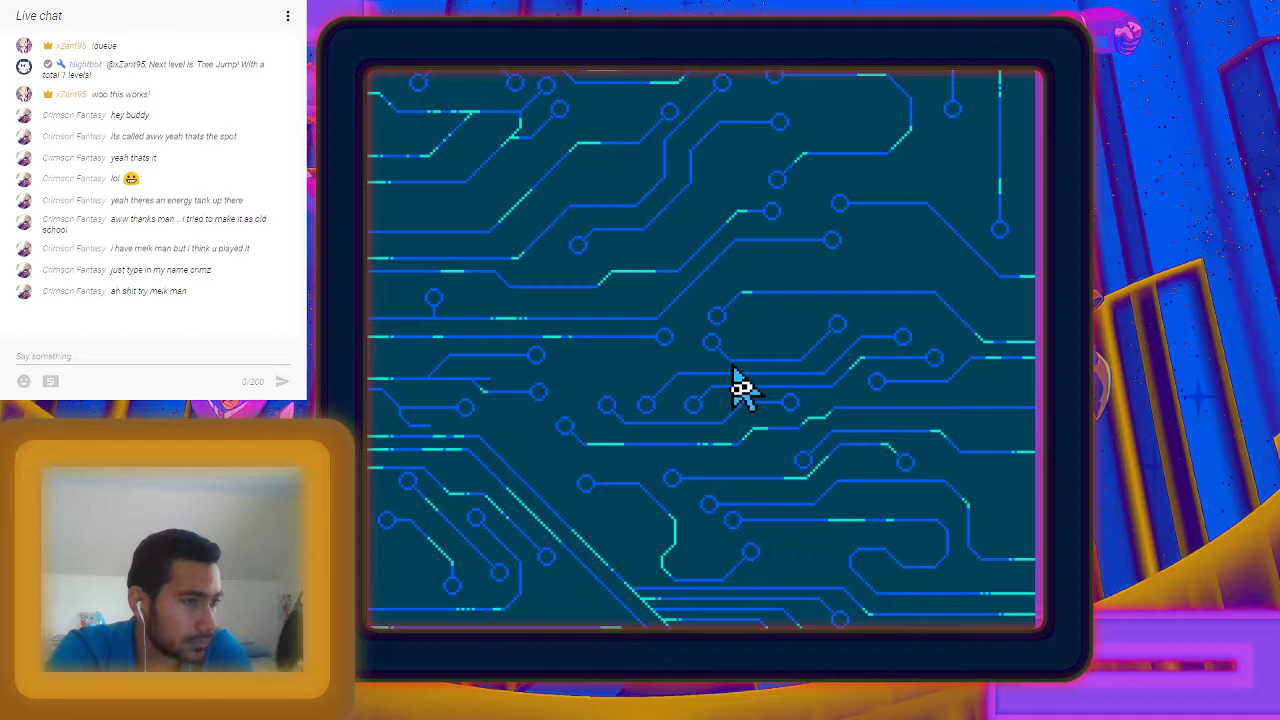 Live chat
xZant95 !queue
Nightbot @xZant95, Next level is: Tree Jump! With a
total 1 levels!
xZant95 woo this works!
Crimson Fantasy hey buddy
Crimson Fantasy its called aww yeah thats the spot
Crimson Fantasy yeah thats it
Crimson Fantasy lol 😀
Crimson Fantasy yeah theres an energy tank up there
Crimson Fantasy aww thanks man .. I tried to make it as old
school
Crimson Fantasy i have melk man but i think u played it
Crimson Fantasy just type in my name crimz
Crimson Fantasy ah shit try melk man
Say something...
0/200